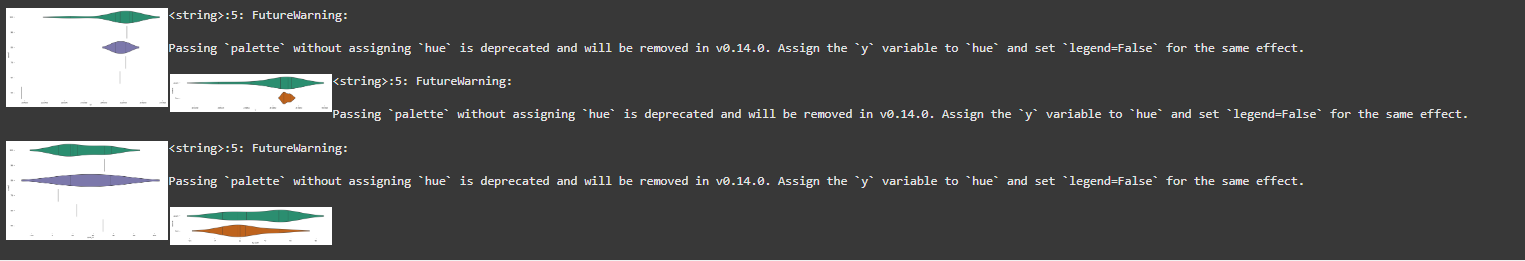 <string>:5: FutureWarning:
Passing `palette` without assigning `hue` is deprecated and will be removed in v0.14.0. Assign the `y` variable to `hue` and set `legend=False` for the same effect.
<string>:5: FutureWarning:
Passing `palette` without assigning `hue` is deprecated and will be removed in v0.14.0. Assign the `y` variable to `hue` and set `legend=False` for the same effect.
<string>:5: FutureWarning:
Passing `palette` without assigning `hue` is deprecated and will be removed in v0.14.0. Assign the `y` variable to `hue` and set `legend=False` for the same effect.